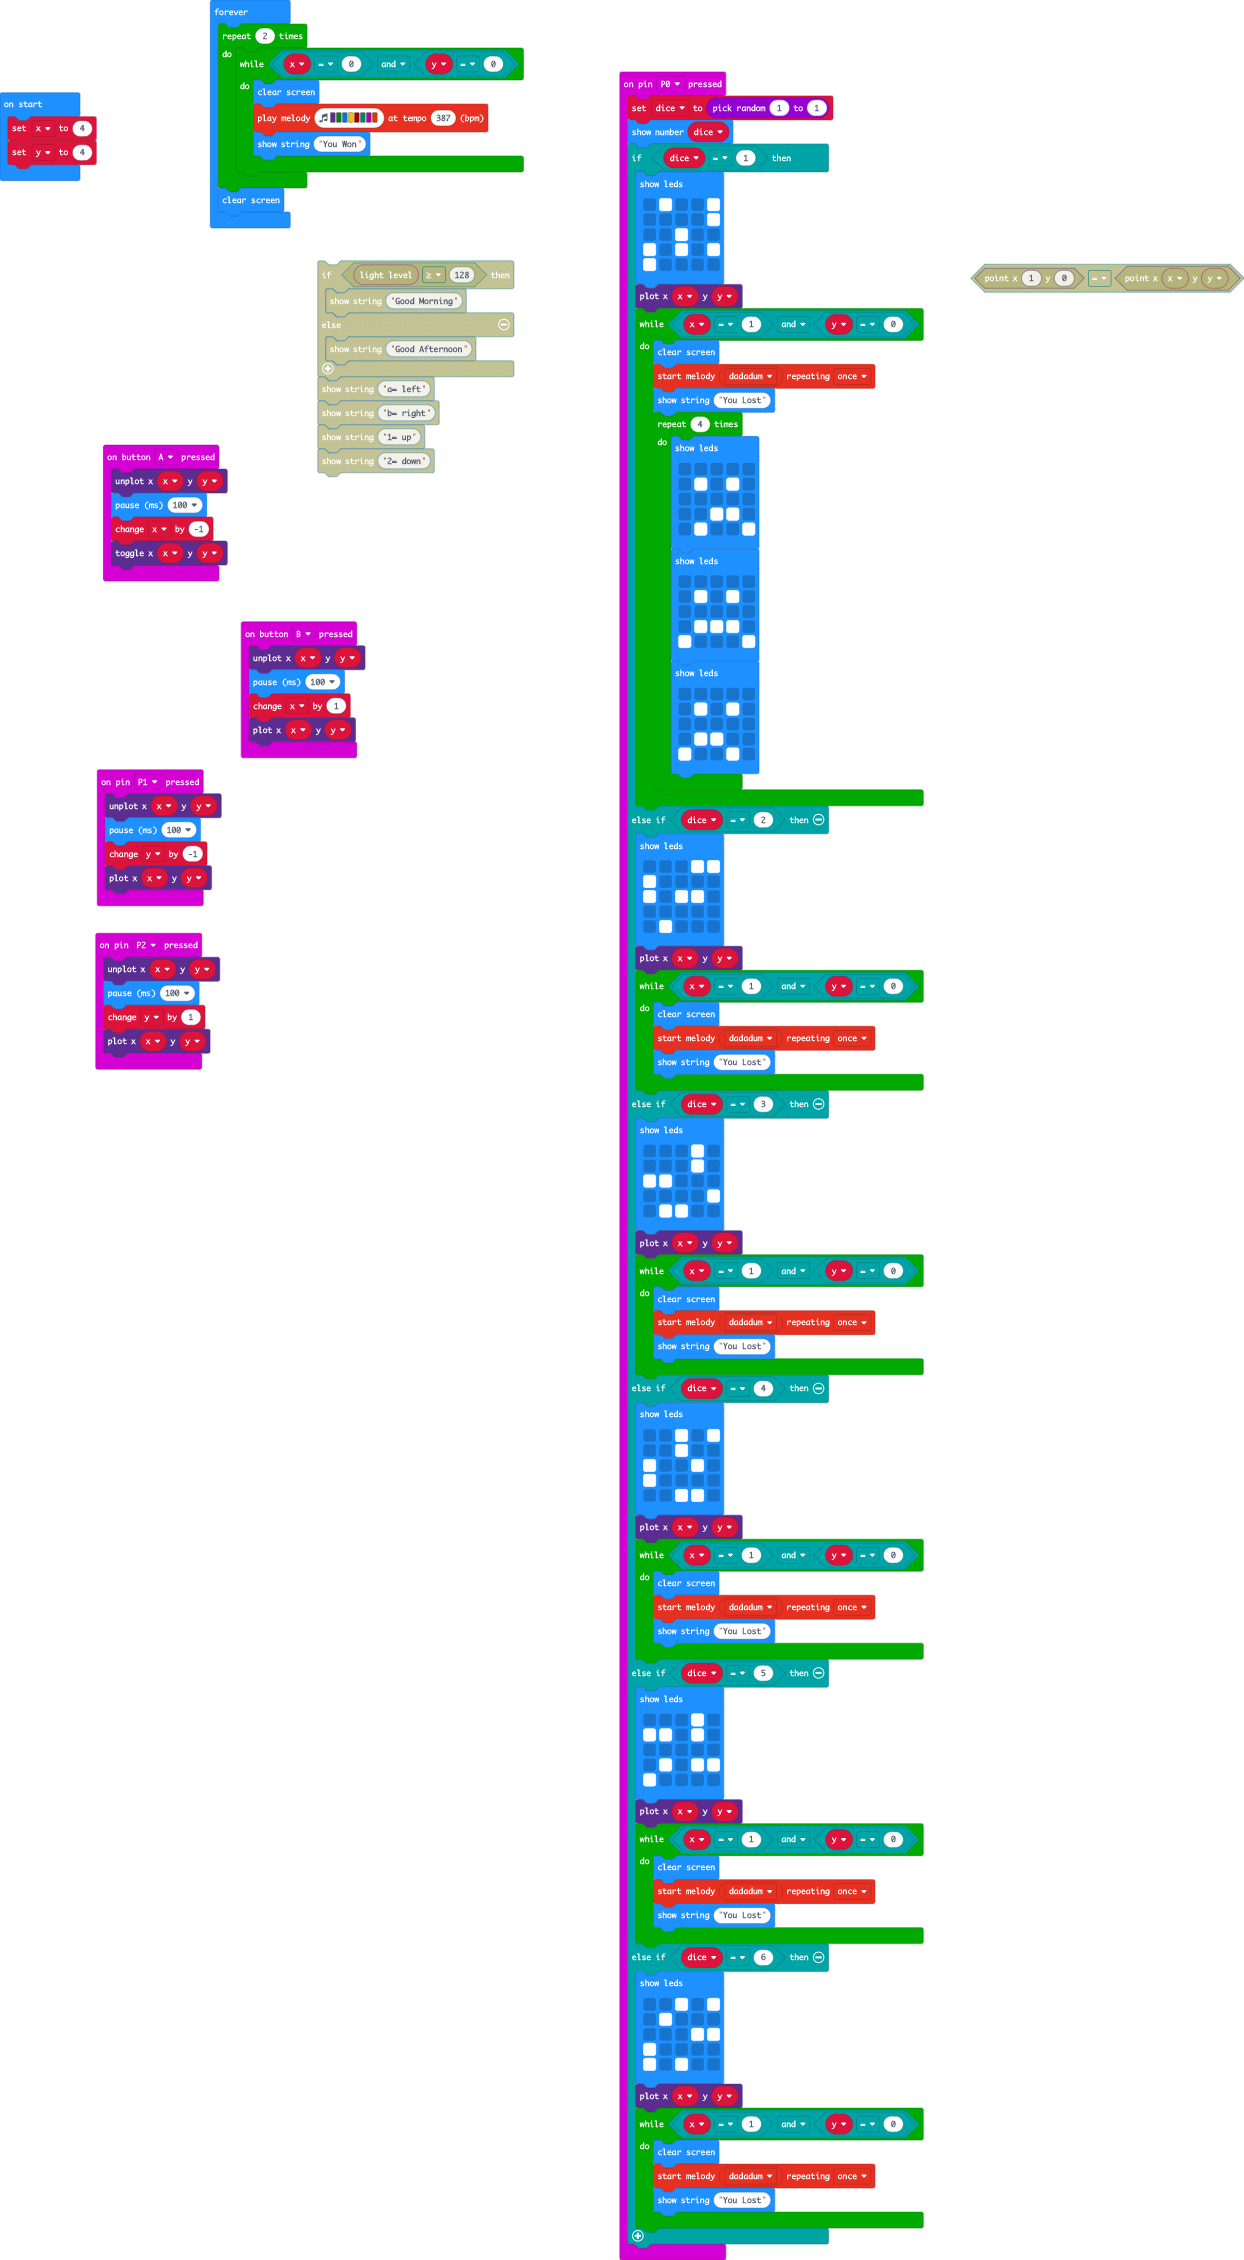 forever
repeat 2 times
do
while x = 0 and y = 0
do
clear screen
play melody at tempo 387 (bpm)
show string "You Won"
clear screen
on start
set x to 4
set y to 4
if light level ≥ 128 then
show string "Good Morning"
else
show string "Good Afternoon"
show string "a= left"
show string "b= right"
show string "1= up"
show string "2= down"
on button A pressed
unplot x x y y
pause (ms) 100
change x by -1
toggle x x y y
on button B pressed
unplot x x y y
pause (ms) 100
change x by 1
plot x x y y
on pin P1 pressed
unplot x x y y
pause (ms) 100
change y by -1
plot x x y y
on pin P2 pressed
unplot x x y y
pause (ms) 100
change y by 1
plot x x y y
on pin P0 pressed
set dice to pick random 1 to 1
show number dice
if dice = 1 then
show leds
plot x x y y
while x = 1 and y = 0
do
clear screen
start melody dadadum repeating once
show string "You Lost"
repeat 4 times
do
show leds
show leds
show leds
else if dice = 2 then
show leds
plot x x y y
while x = 1 and y = 0
do
clear screen
start melody dadadum repeating once
show string "You Lost"
else if dice = 3 then
show leds
plot x x y y
while x = 1 and y = 0
do
clear screen
start melody dadadum repeating once
show string "You Lost"
else if dice = 4 then
show leds
plot x x y y
while x = 1 and y = 0
do
clear screen
start melody dadadum repeating once
show string "You Lost"
else if dice = 5 then
show leds
plot x x y y
while x = 1 and y = 0
do
clear screen
start melody dadadum repeating once
show string "You Lost"
else if dice = 6 then
show leds
plot x x y y
while x = 1 and y = 0
do
clear screen
start melody dadadum repeating once
show string "You Lost"
point x 1 y 0 = point x x y y